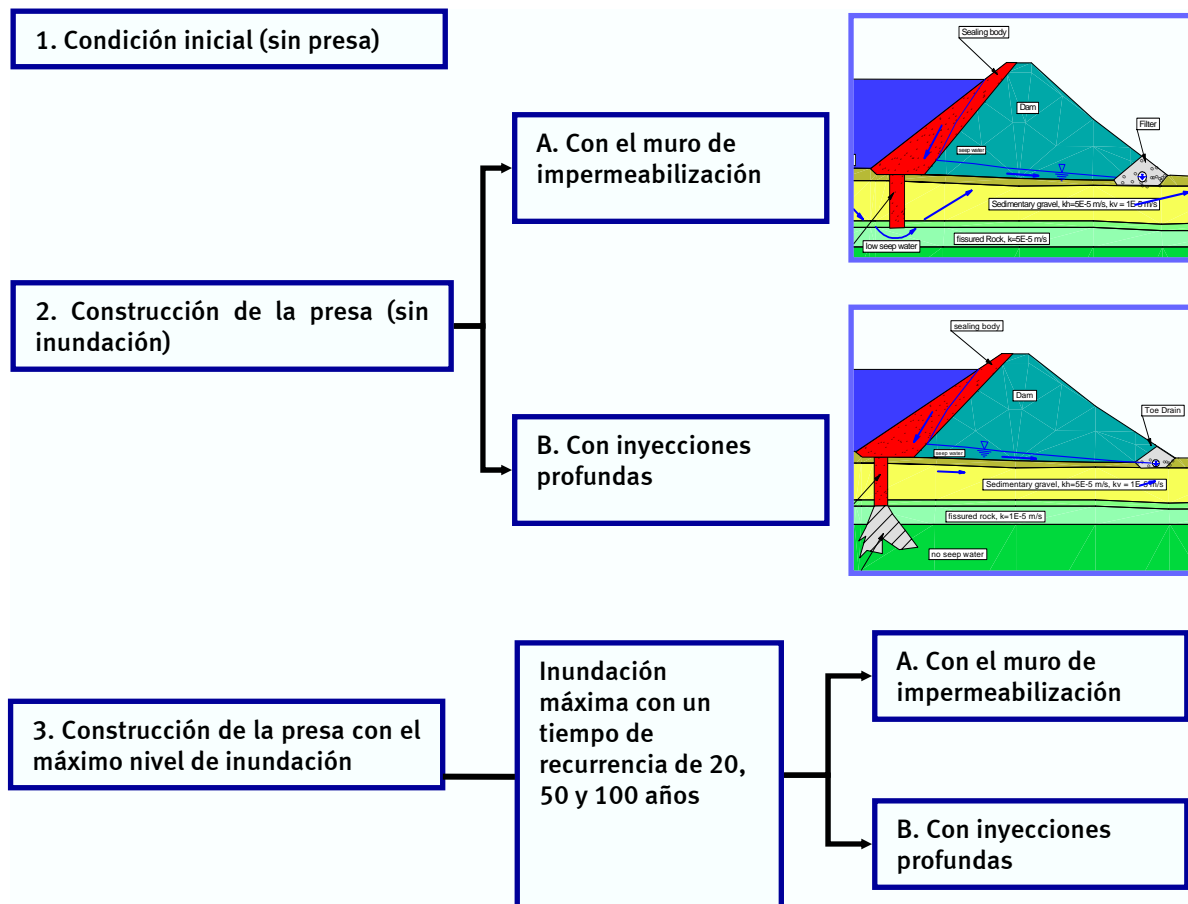 1. Condición inicial (sin presa)
Sealing body
Dam
Filter
seep water
Sedimentary gravel, kh=5E-5 m/s, kv = 1E-5 m/s
low seep water
fissured Rock, k=5E-5 m/s
A. Con el muro de
impermeabilización
2. Construcción de la presa (sin
inundación)
B. Con inyecciones
profundas
sealing body
Dam
Toe Drain
seep water
Sedimentary gravel, kh=5E-5 m/s, kv = 1E-5 m/s
fissured rock, k=1E-5 m/s
no seep water
3. Construcción de la presa con el
máximo nivel de inundación
Inundación
máxima con un
tiempo de
recurrencia de 20,
50 y 100 años
A. Con el muro de
impermeabilización
B. Con inyecciones
profundas